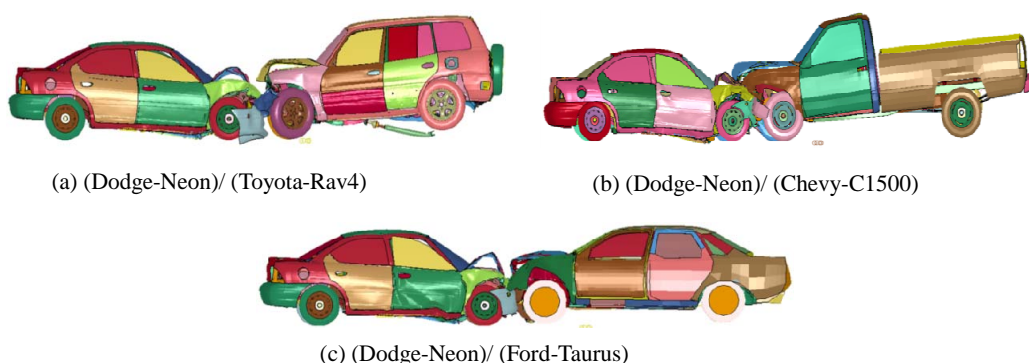 (a) (Dodge-Neon)/ (Toyota-Rav4)
(b) (Dodge-Neon)/ (Chevy-C1500)
(c) (Dodge-Neon)/ (Ford-Taurus)